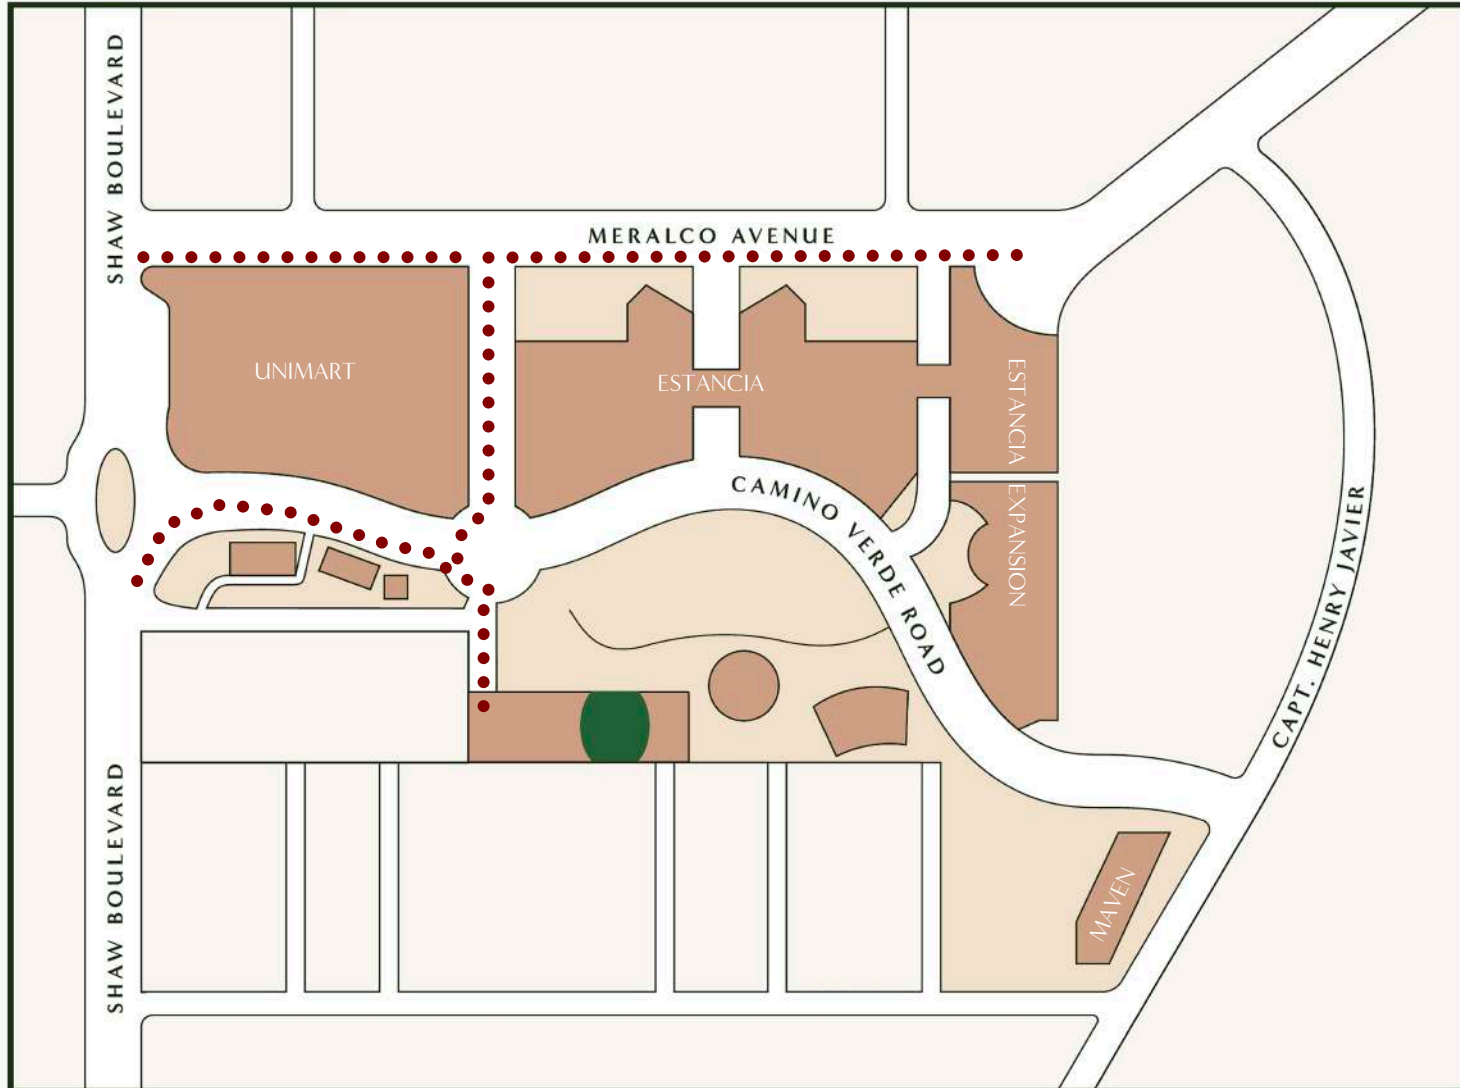 SHAW BOULEVARD
MERALCO AVENUE
UNIMART
ESTANCIA
ESTANCIA EXPANSION
CAMINO VERDE ROAD
CAPT. HENRY JAVIER
SHAW BOULEVARD
MAVEN